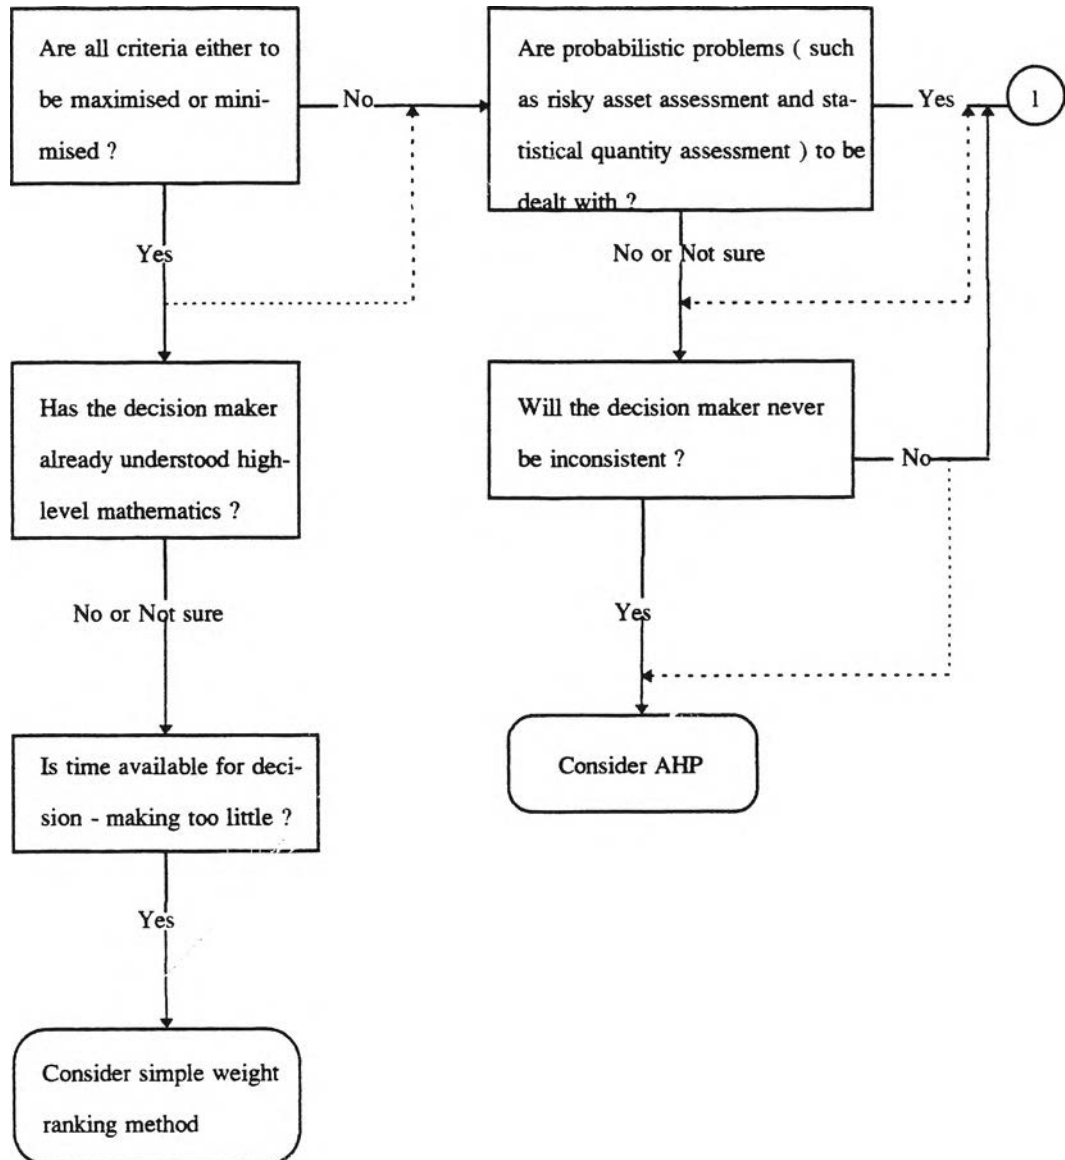 Are all criteria either to
be maximised or mini-
mised ?
No
Are probabilistic problems ( such
as risky asset assessment and sta-
tistical quantity assessment ) to be
dealt with ?
Yes
1
Yes
No or Not sure
Has the decision maker
already understood high-
level mathematics ?
Will the decision maker never
be inconsistent ?
No
No or Not sure
Yes
Is time available for deci-
sion - making too little ?
Consider AHP
Yes
Consider simple weight
ranking method